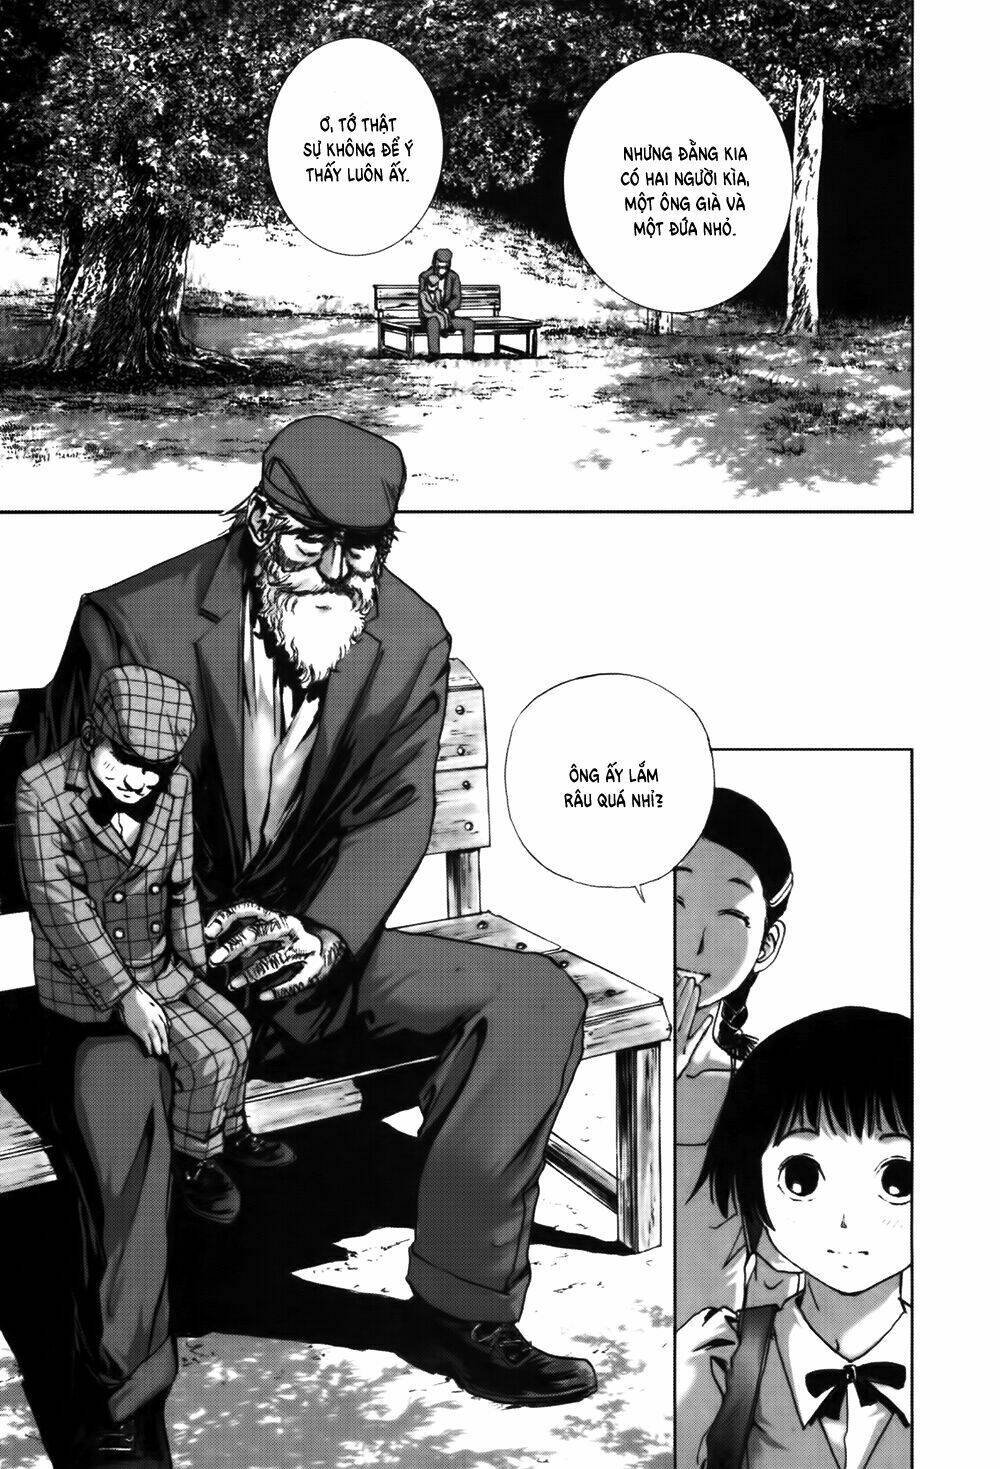 NHƯNG ĐẰNG KIA
CÓ HAI NGƯỜI KÌA,
MỘT ÔNG GIÀ VÀ
MỘT ĐỨA NHỎ.
Ơ, TỚ THẬT
SỰ KHÔNG ĐỂ Ý
THẤY LUÔN ẤY.
ÔNG ẤY LẮM
RÂU QUÁ NHỈ?